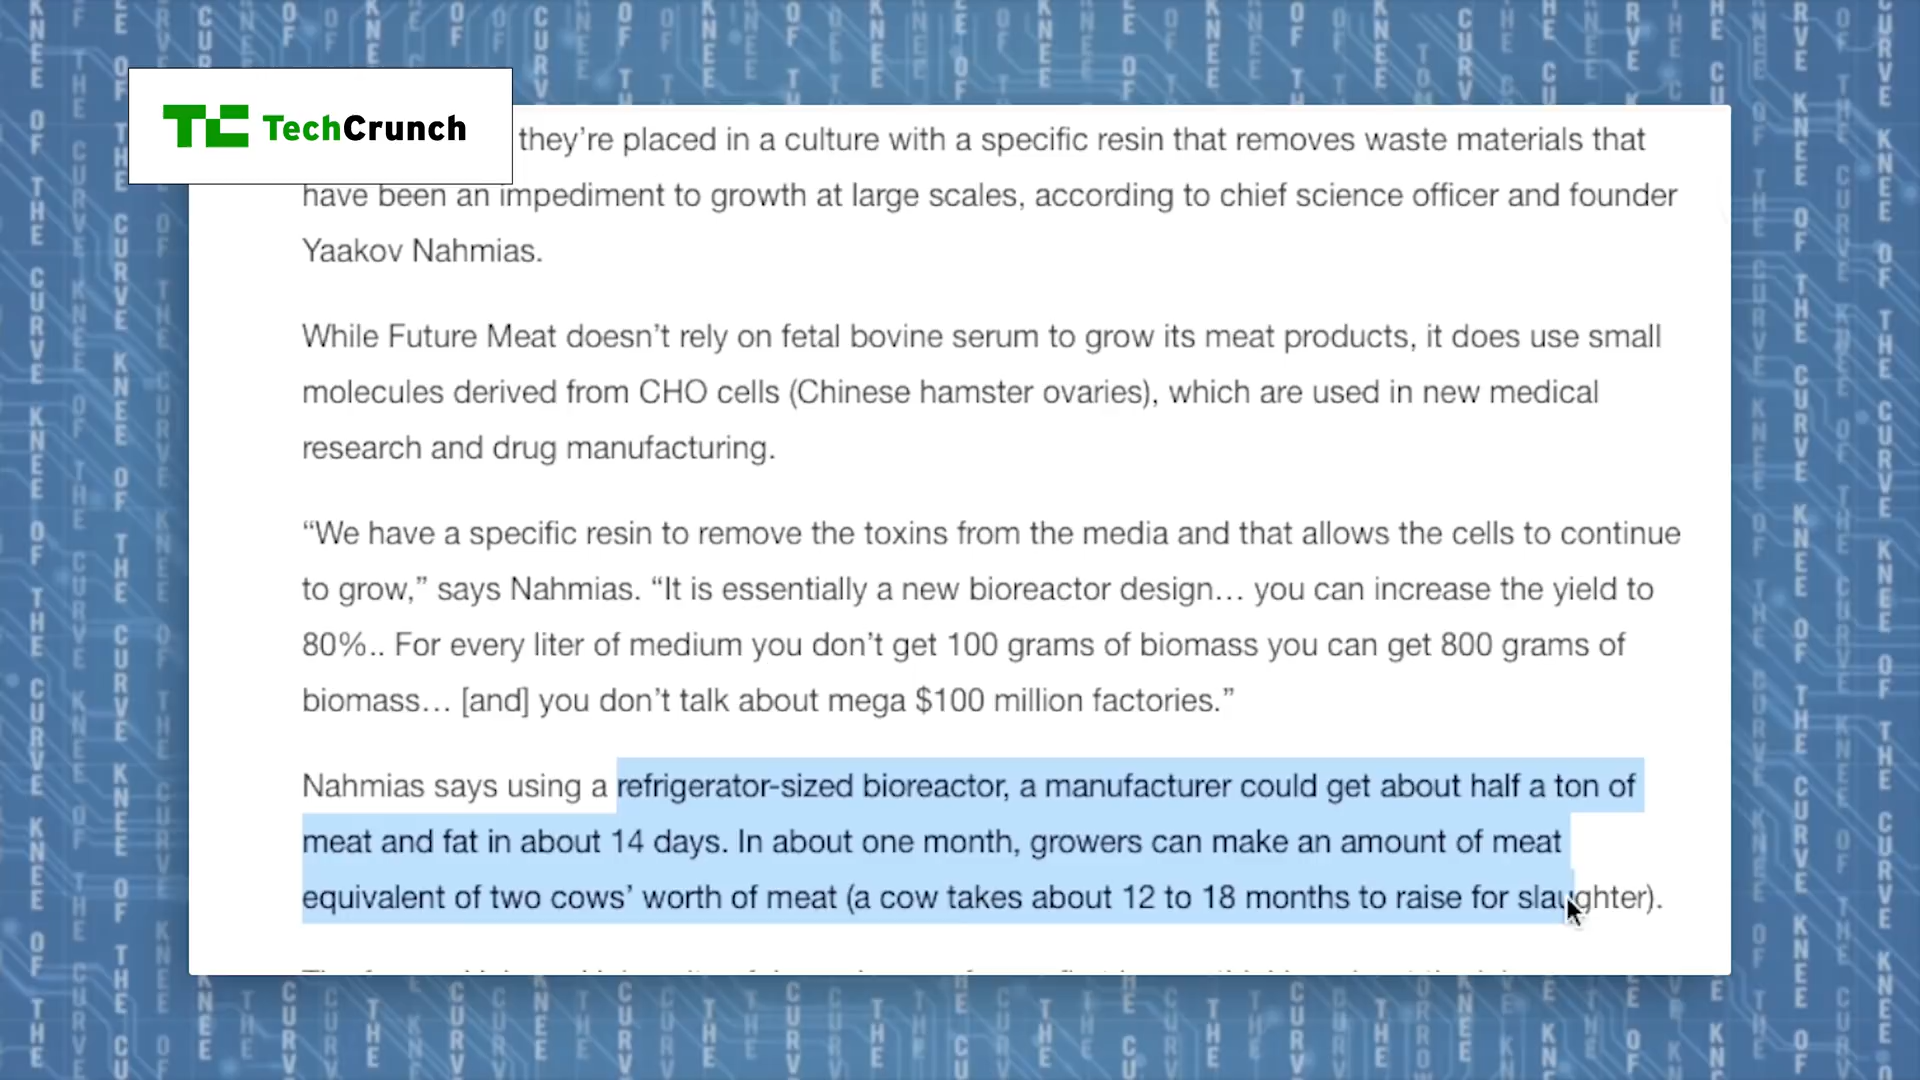 TC TechCrunch
they’re placed in a culture with a specific resin that removes waste materials that
have been an impediment to growth at large scales, according to chief science officer and founder
Yaakov Nahmias.
While Future Meat doesn’t rely on fetal bovine serum to grow its meat products, it does use small
molecules derived from CHO cells (Chinese hamster ovaries), which are used in new medical
research and drug manufacturing.
“We have a specific resin to remove the toxins from the media and that allows the cells to continue
to grow,” says Nahmias. “It is essentially a new bioreactor design… you can increase the yield to
80%.. For every liter of medium you don’t get 100 grams of biomass you can get 800 grams of
biomass… [and] you don’t talk about mega $100 million factories.”
Nahmias says using a refrigerator-sized bioreactor, a manufacturer could get about half a ton of
meat and fat in about 14 days. In about one month, growers can make an amount of meat
equivalent of two cows’ worth of meat (a cow takes about 12 to 18 months to raise for slaughter).
KNEE OF THE CURVE